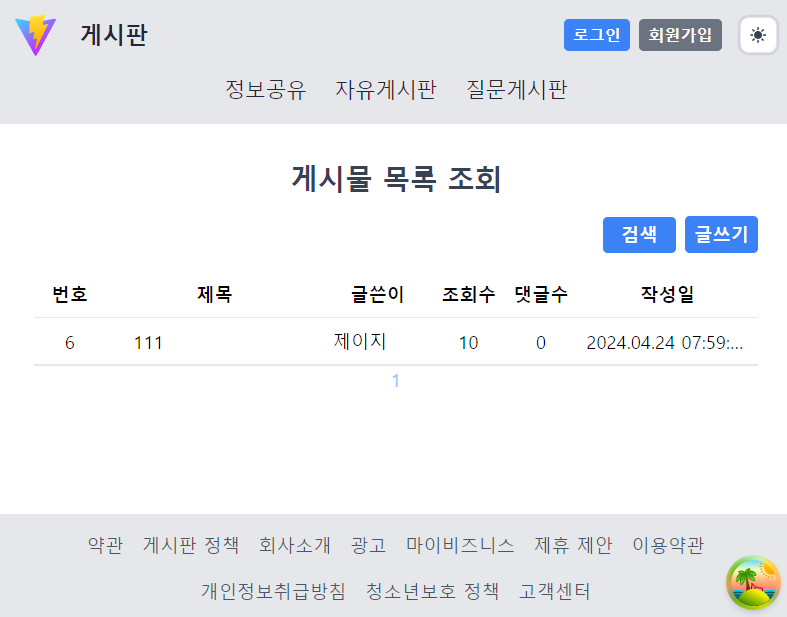 게시판 로그인 회원가입
정보공유 자유게시판 질문게시판
게시물 목록 조회
검색 글쓰기
번호 제목 글쓴이 조회수 댓글수 작성일
6 111 제이지 10 0 2024.04.24 07:59:...
1
약관 게시판 정책 회사소개 광고 마이비즈니스 제휴 제안 이용약관
개인정보취급방침 청소년보호 정책 고객센터